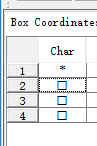 Box Coordinates
Char
1 *
2 □
3 □
4 □